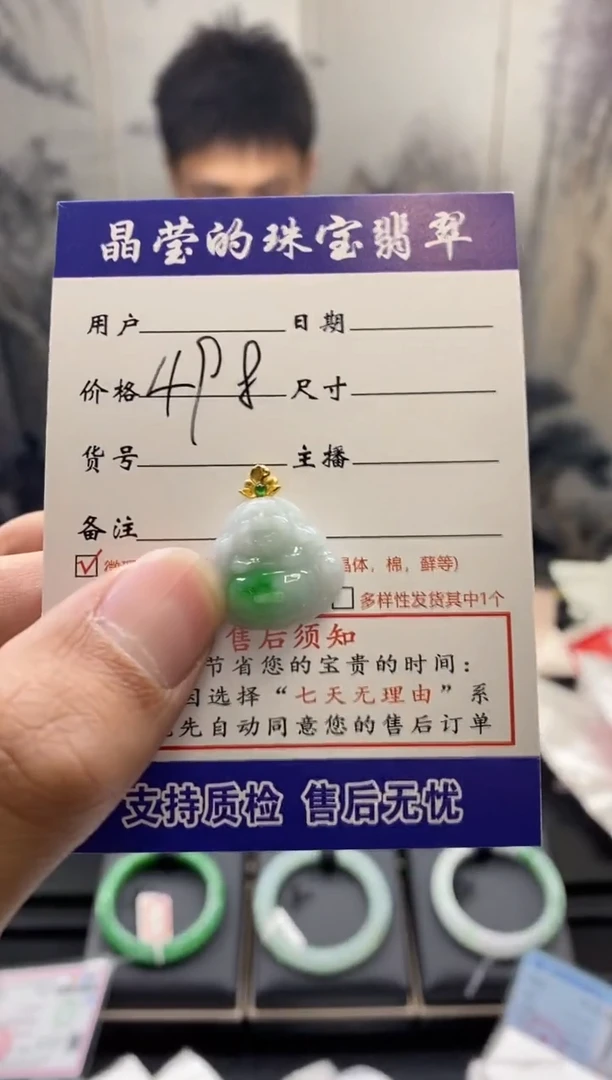 晶莹的珠宝翡翠
用户 日期
价格 498 尺寸
货号 主播
备注
晶体，棉，藓等)
多样性发货其中1个
售后须知
节省您的宝贵的时间：
选择“七天无理由”系
先自动同意您的售后订单
支持质检 售后无忧